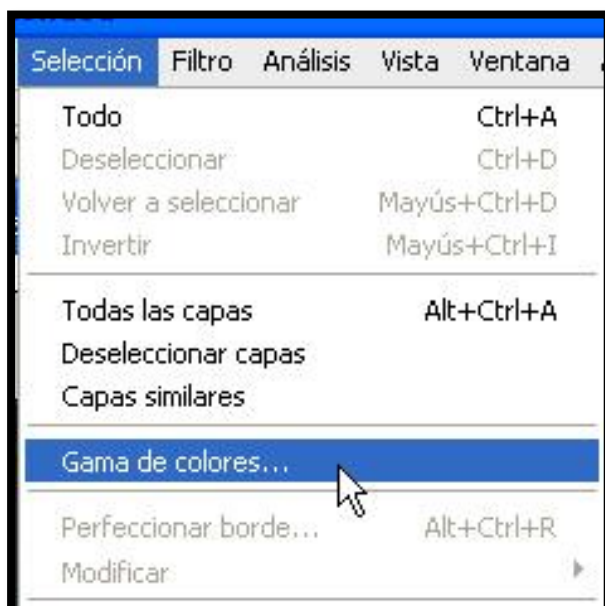 Selección Filtro Análisis Vista Ventana
Todo Ctrl+A
Deseleccionar Ctrl+D
Volver a seleccionar Mayús+Ctrl+D
Invertir Mayús+Ctrl+I
Todas las capas Alt+Ctrl+A
Deseleccionar capas
Capas similares
Gama de colores...
Perfeccionar borde... Alt+Ctrl+R
Modificar